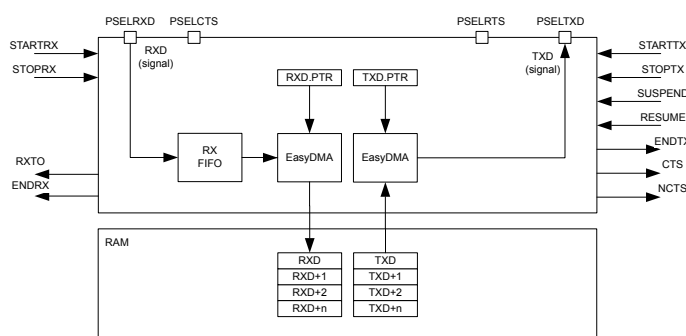 PSELRXD
PSELCTS
PSELRTS
PSELTXD
STARTRX
STOPRX
RXD
(signal)
TXD
(signal)
STARTTX
STOPTX
SUSPEND
RESUME
RXD.PTR
TXD.PTR
RX
FIFO
EasyDMA
EasyDMA
RXTO
ENDRX
ENDTX
CTS
NCTS
RAM
RXD
RXD+1
RXD+2
RXD+n
TXD
TXD+1
TXD+2
TXD+n